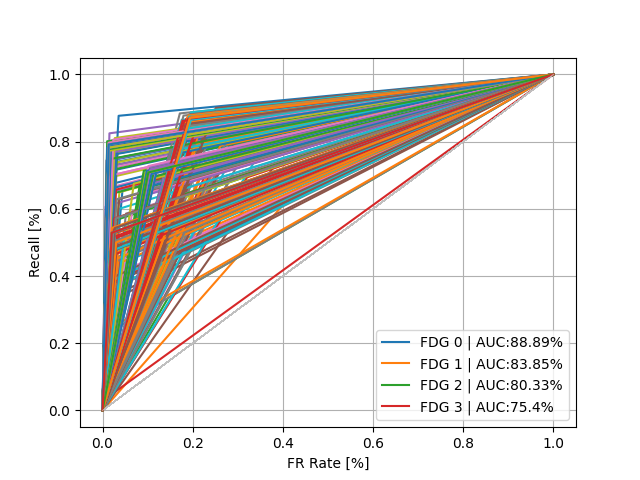 1.0
0.8
0.6
0.4
0.2
0.0
Recall [%]
FDG 0 | AUC:88.89%
FDG 1 | AUC:83.85%
FDG 2 | AUC:80.33%
FDG 3 | AUC:75.4%
0.0 0.2 0.4 0.6 0.8 1.0
FR Rate [%]